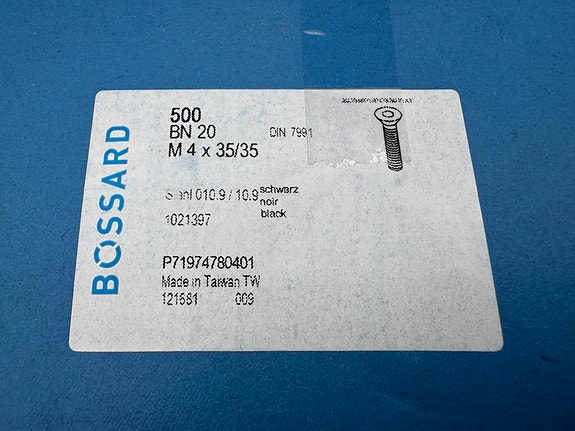 BOSSARD
500
BN 20 DIN 7991
M 4 x 35/35
010.9 / 10.9 schwarz
noir
black
1021397
P71974780401
Made in Taiwan TW
121581 009